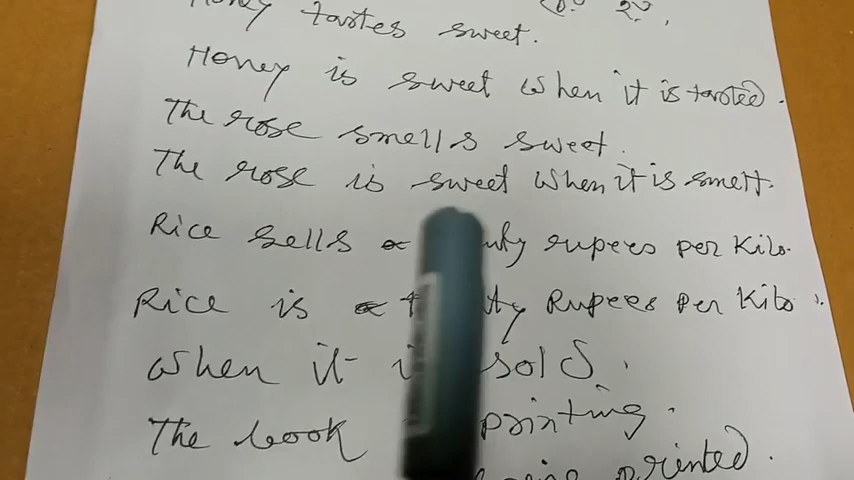 Honey tastes sweet.
Honey is sweet when it is tasted.
The rose smells sweet.
The rose is sweet when it is smelt.
Rice sells rupees per kilo.
Rice is Rupees per kilo
when it sold.
The book printing.
being printed.